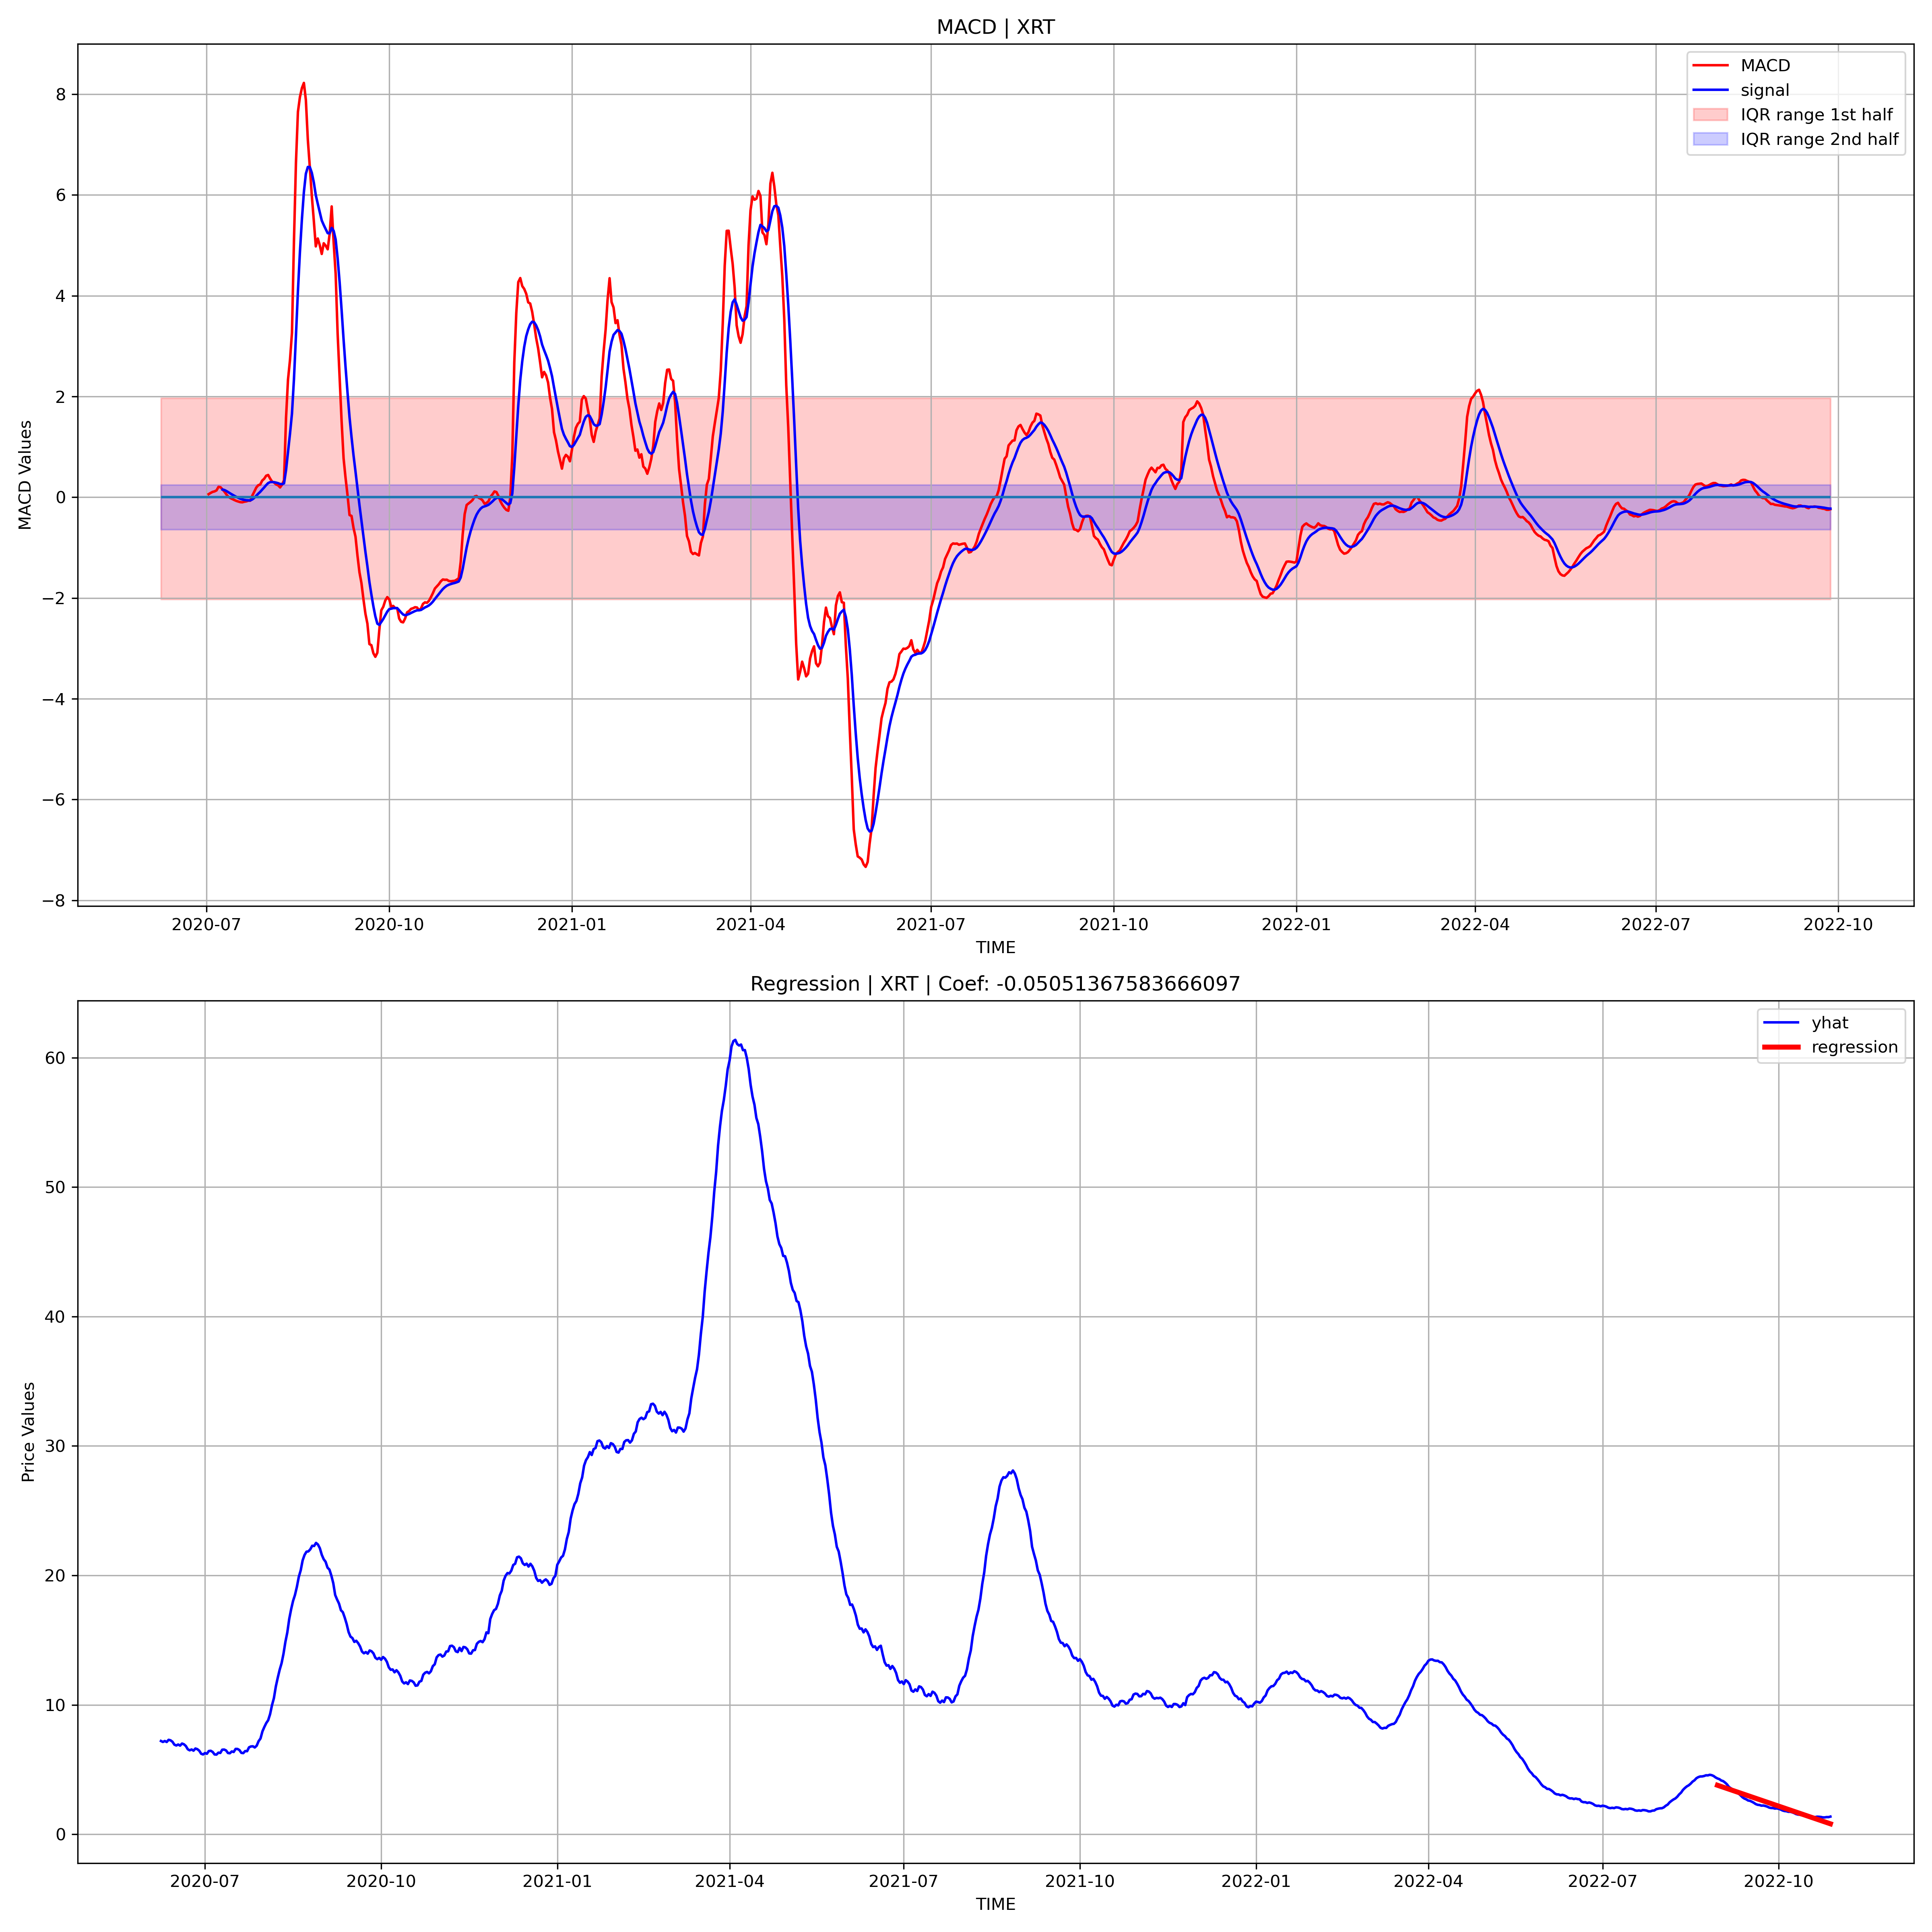 MACD | XRT
MACD
signal
IQR range 1st half
IQR range 2nd half
MACD Values
8
6
4
2
0
−2
−4
−6
−8
2020-07 2020-10 2021-01 2021-04 2021-07 2021-10 2022-01 2022-04 2022-07 2022-10
TIME
Regression | XRT | Coef: -0.05051367583666097
yhat
regression
Price Values
60
50
40
30
20
10
0
2020-07 2020-10 2021-01 2021-04 2021-07 2021-10 2022-01 2022-04 2022-07 2022-10
TIME